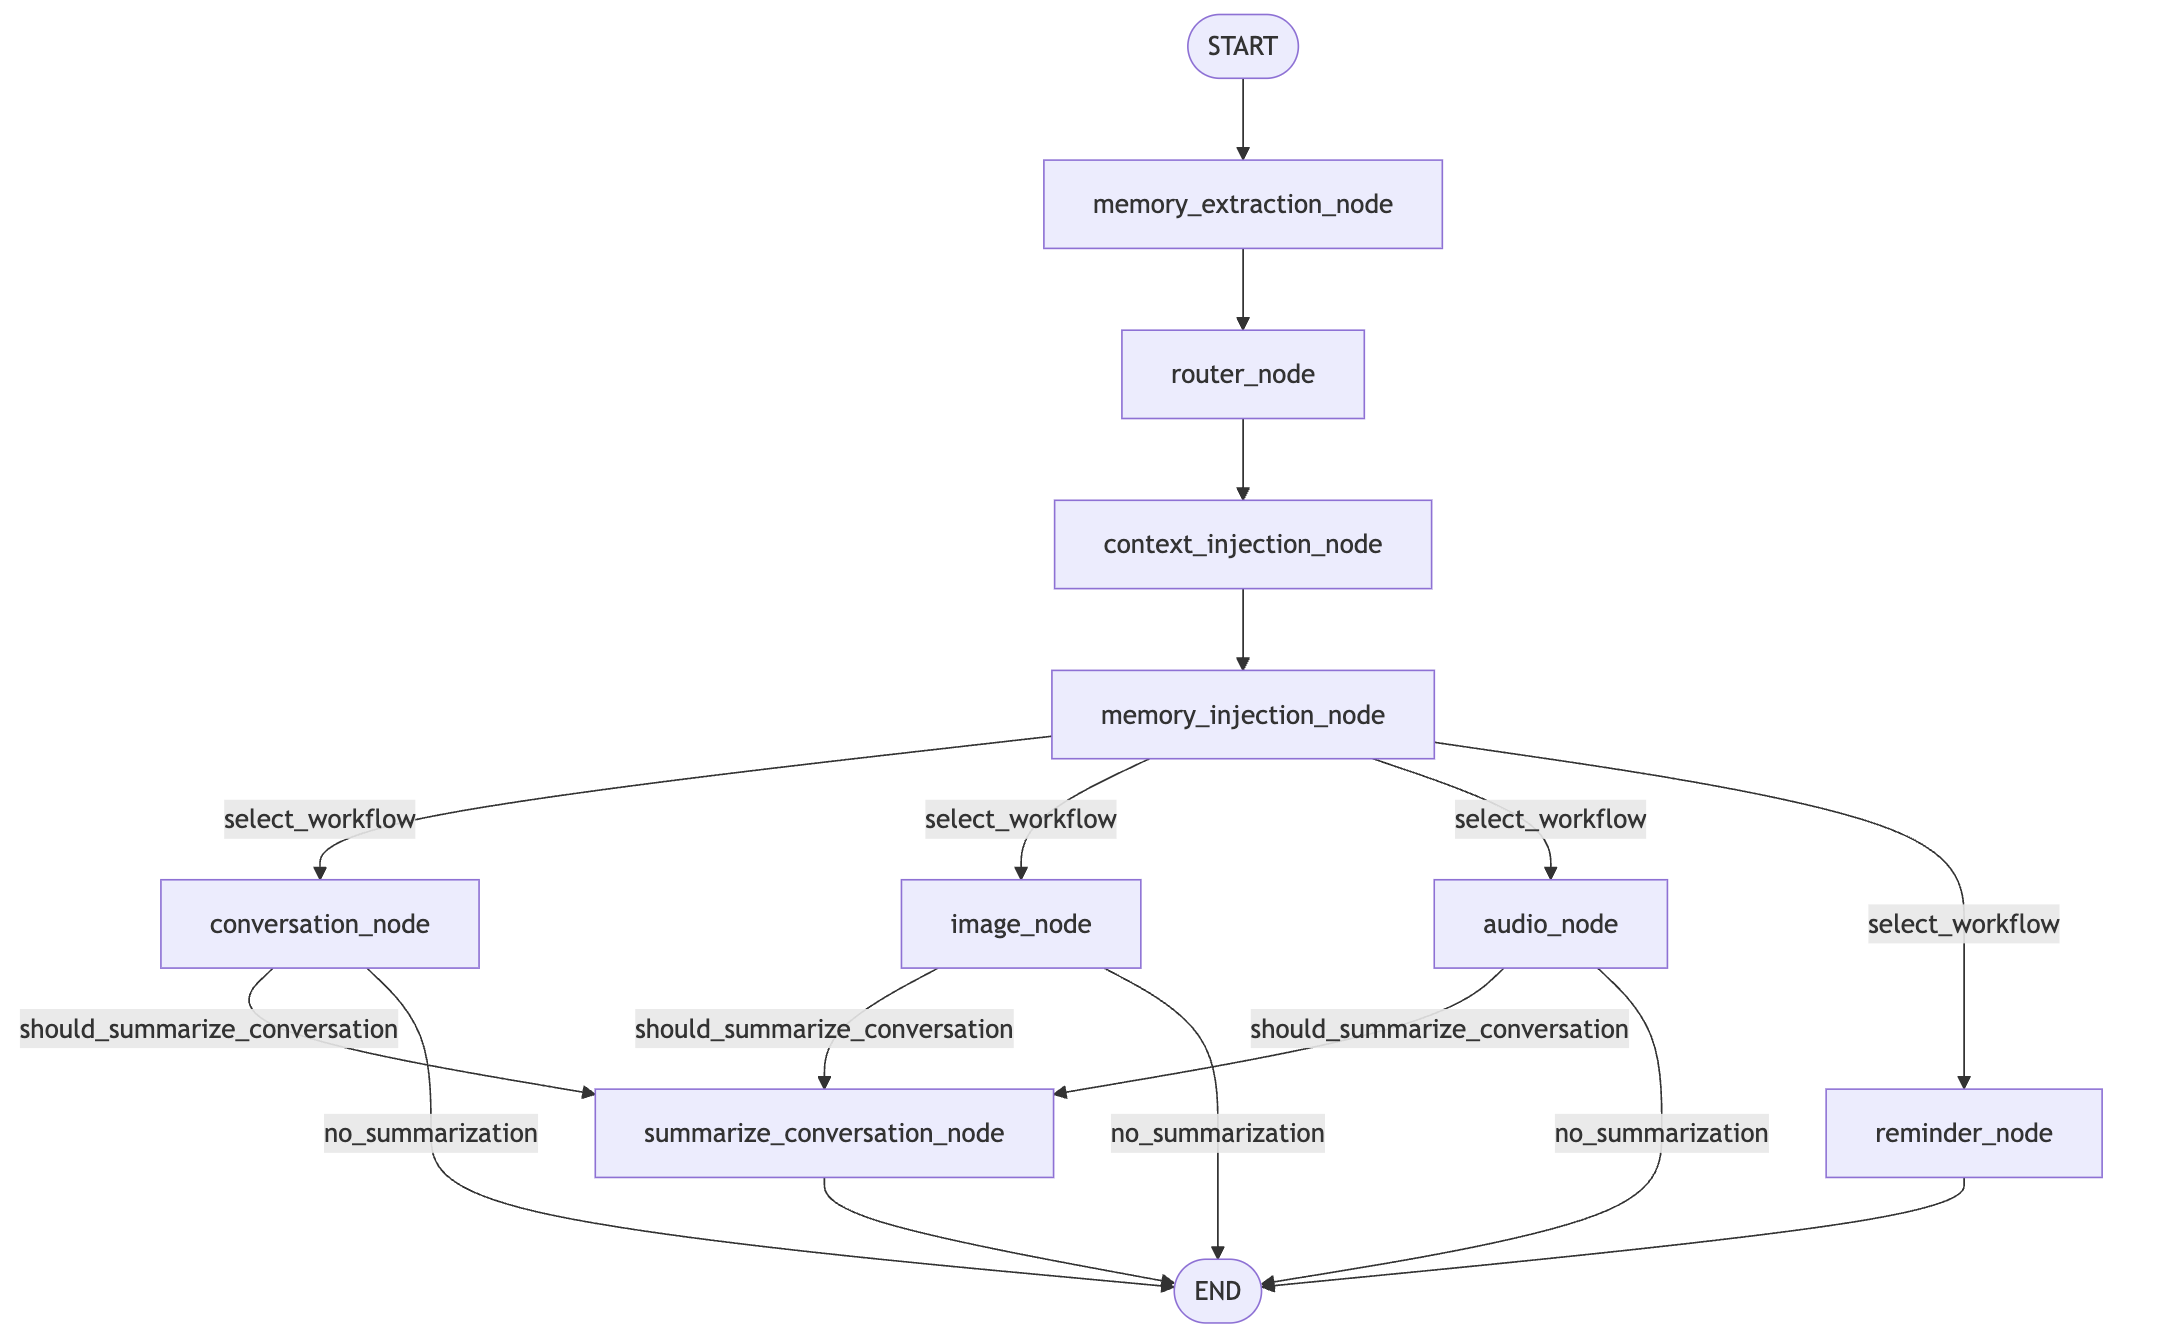 START
memory_extraction_node
router_node
context_injection_node
memory_injection_node
select_workflow
select_workflow
select_workflow
conversation_node
image_node
audio_node
select_workflow
should_summarize_conversation
should_summarize_conversation
should_summarize_conversation
no_summarization
summarize_conversation_node
no_summarization
no_summarization
reminder_node
END